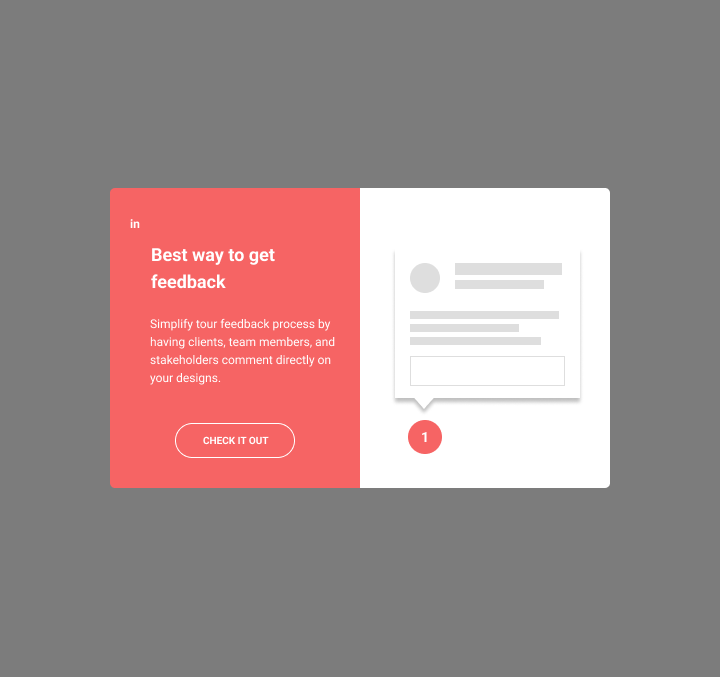 in
Best way to get
feedback
Simplify tour feedback process by
having clients, team members, and
stakeholders comment directly on
your designs.
CHECK IT OUT
1